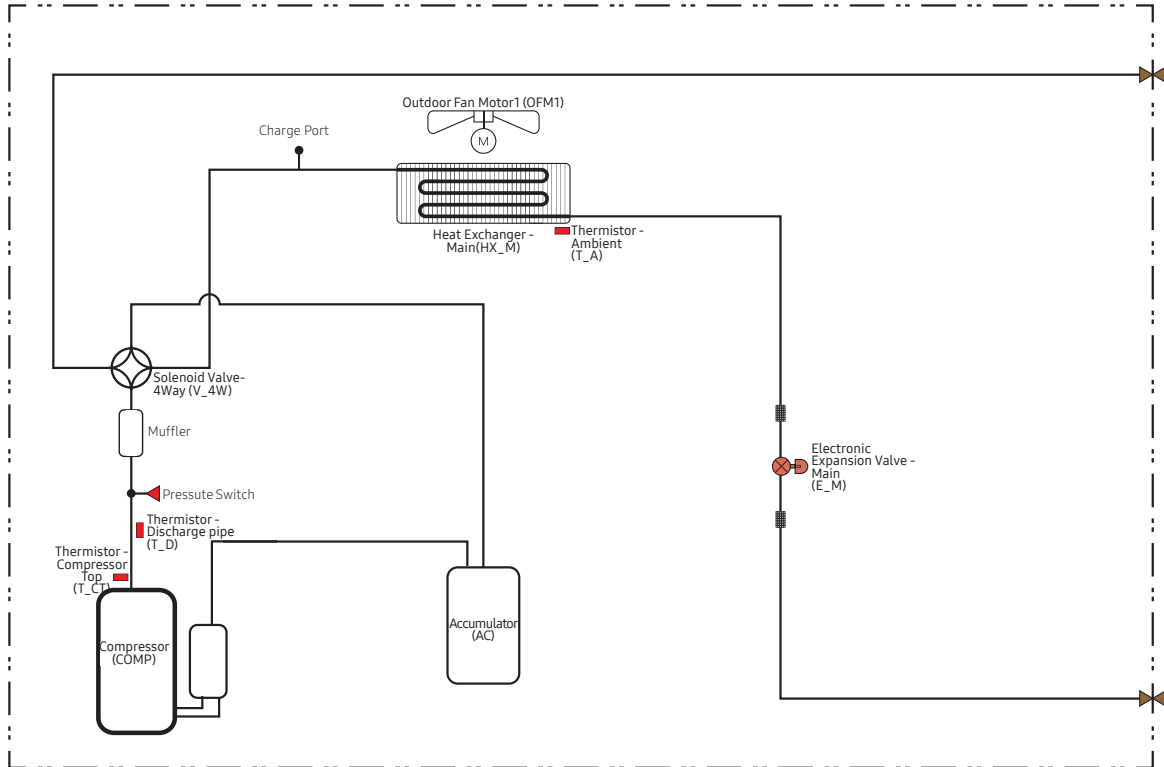 Outdoor Fan Motor1 (OFM1)
Charge Port
M
Heat Exchanger -
Main(HX_M)
Thermistor -
Ambient
(T_A)
Solenoid Valve-
4Way (V_4W)
Muffler
Electronic
Expansion Valve -
Main
(E_M)
Pressute Switch
Thermistor -
Discharge pipe
(T_D)
Thermistor -
Compressor
Top
(T_CT)
Compressor
(COMP)
Accumulator
(AC)